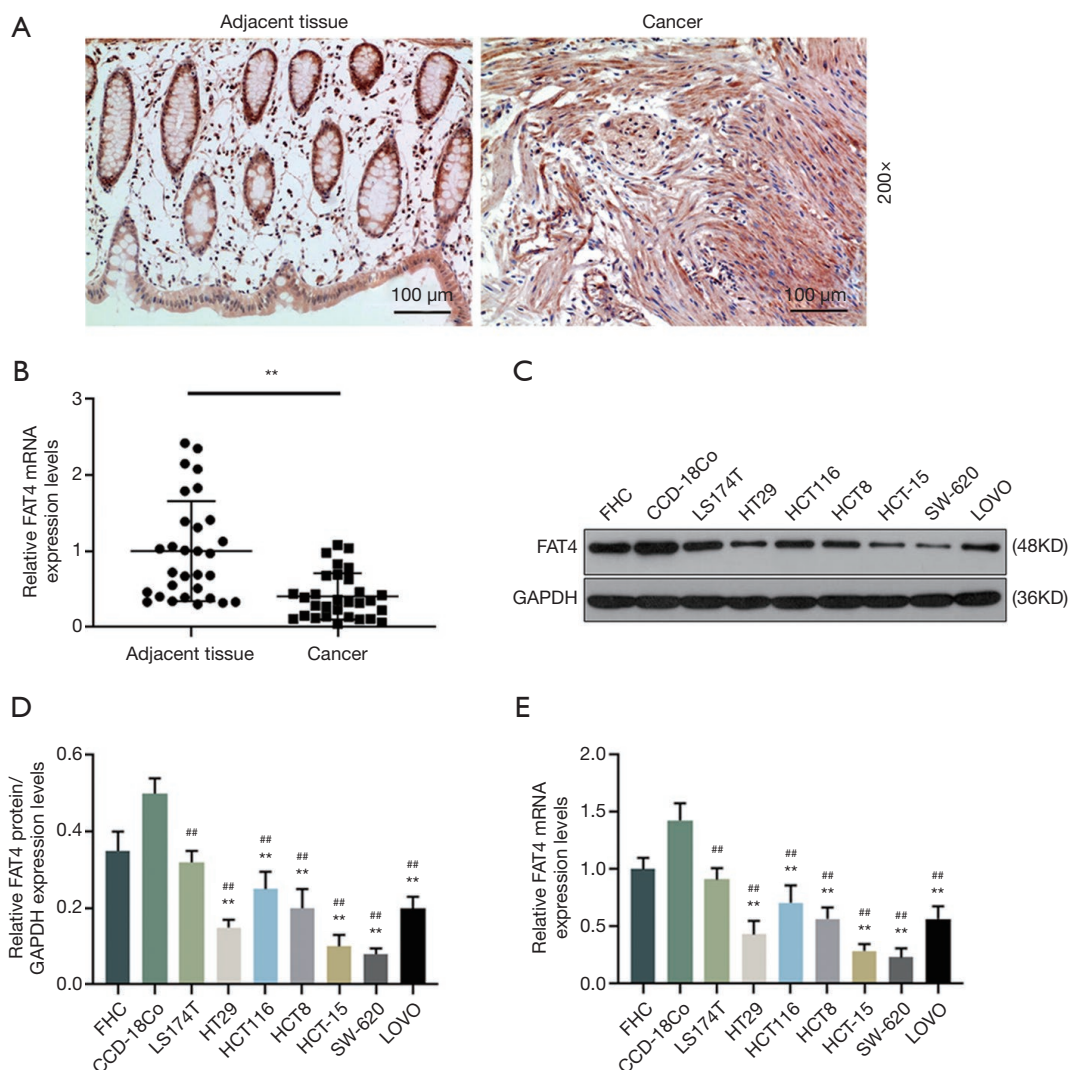 A
Adjacent tissue
Cancer
100 µm
100 µm
200×
B
**
Relative FAT4 mRNA
expression levels
3
2
1
0
Adjacent tissue
Cancer
C
FHC
CCD-18Co
LS174T
HT29
HCT116
HCT8
HCT-15
SW-620
LOVO
FAT4
(48KD)
GAPDH
(36KD)
D
Relative FAT4 protein/
GAPDH expression levels
0.6
0.4
0.2
0.0
##
##
**
##
**
##
**
##
**
##
**
##
**
FHC
CCD-18Co
LS174T
HT29
HCT116
HCT8
HCT-15
SW-620
LOVO
E
Relative FAT4 mRNA
expression levels
2.0
1.5
1.0
0.5
0.0
##
##
**
##
**
##
**
##
**
##
**
##
**
FHC
CCD-18Co
LS174T
HT29
HCT116
HCT8
HCT-15
SW-620
LOVO